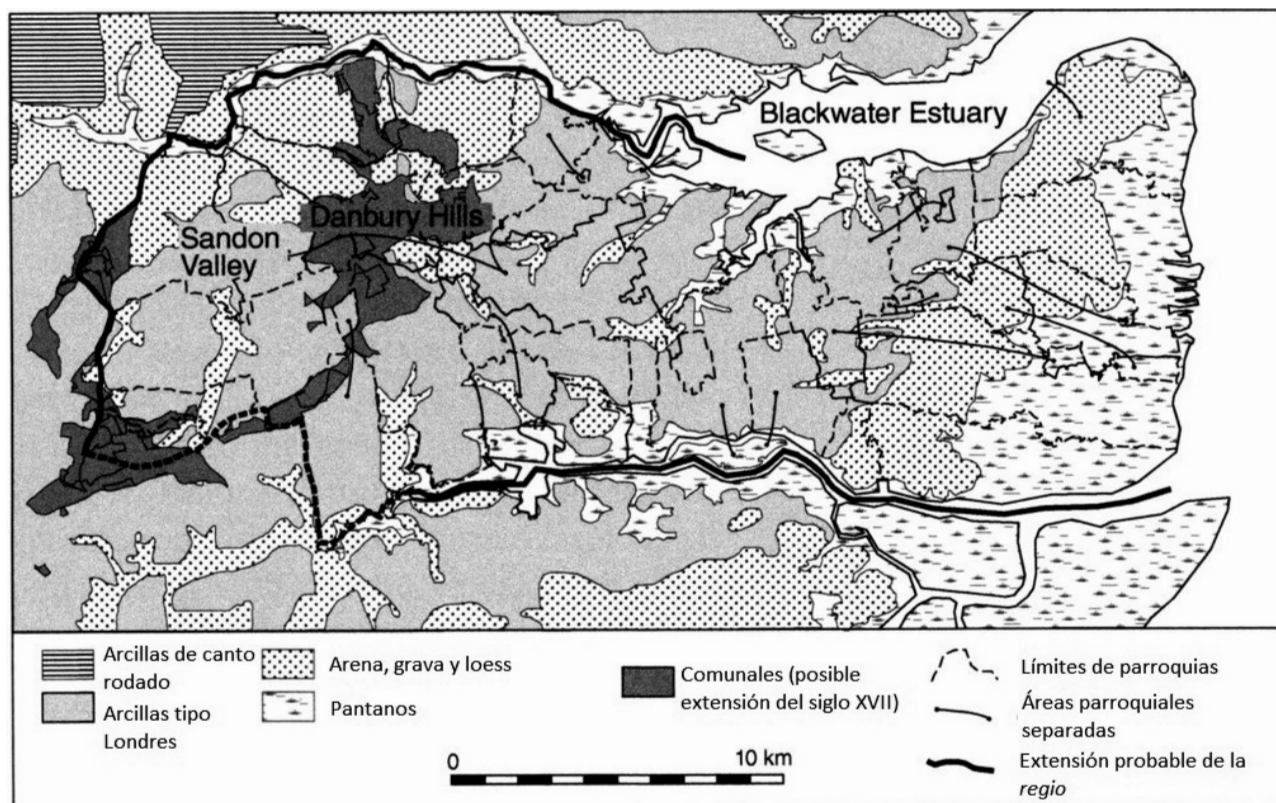 Blackwater Estuary
Danbury Hills
Sandon
Valley
Arcillas de canto
rodado
Arcillas tipo
Londres
Arena, grava y loess
Pantanos
Comunales (posible
extensión del siglo XVII)
Límites de parroquias
Áreas parroquiales
separadas
Extensión probable de la
regio
0
10 km